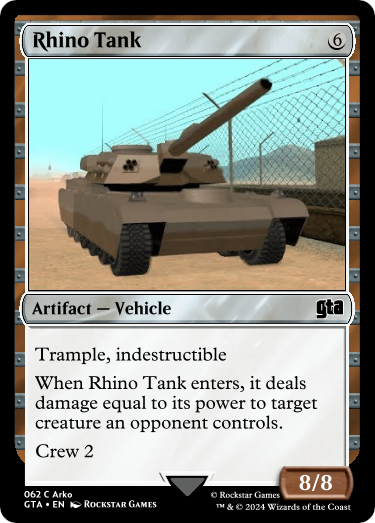 Rhino Tank 6
Artifact — Vehicle gta
Trample, indestructible
When Rhino Tank enters, it deals
damage equal to its power to target
creature an opponent controls.
Crew 2
8/8
062 C Arko
GTA • EN Rockstar Games
© Rockstar Games
™ & © 2024 Wizards of the Coast